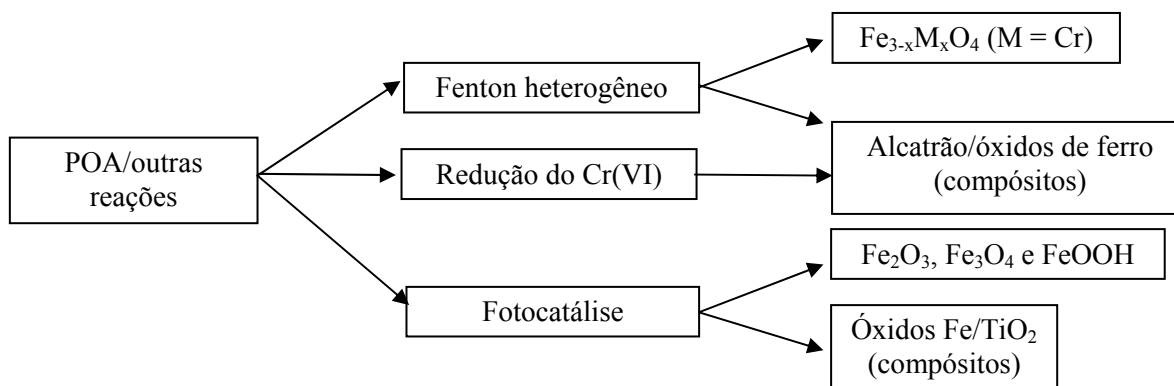 POA/outras
reações
Fenton heterogêneo
Redução do Cr(VI)
Fotocatálise
Fe₃₋ₓMₓO₄ (M = Cr)
Alcatrão/óxidos de ferro
(compósitos)
Fe₂O₃, Fe₃O₄ e FeOOH
Óxidos Fe/TiO₂
(compósitos)